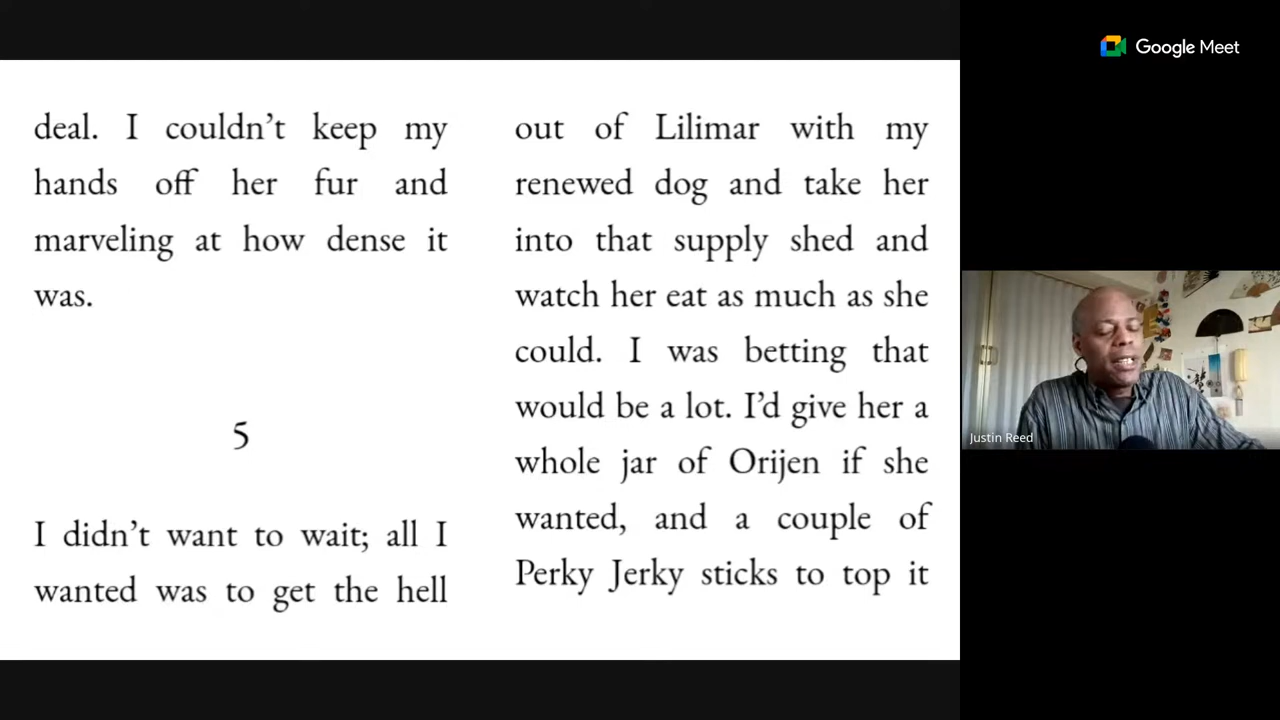 deal. I couldn’t keep my
hands off her fur and
marveling at how dense it
was.
5
I didn’t want to wait; all I
wanted was to get the hell
out of Lilimar with my
renewed dog and take her
into that supply shed and
watch her eat as much as she
could. I was betting that
would be a lot. I’d give her a
whole jar of Orijen if she
wanted, and a couple of
Perky Jerky sticks to top it
Google Meet
Justin Reed